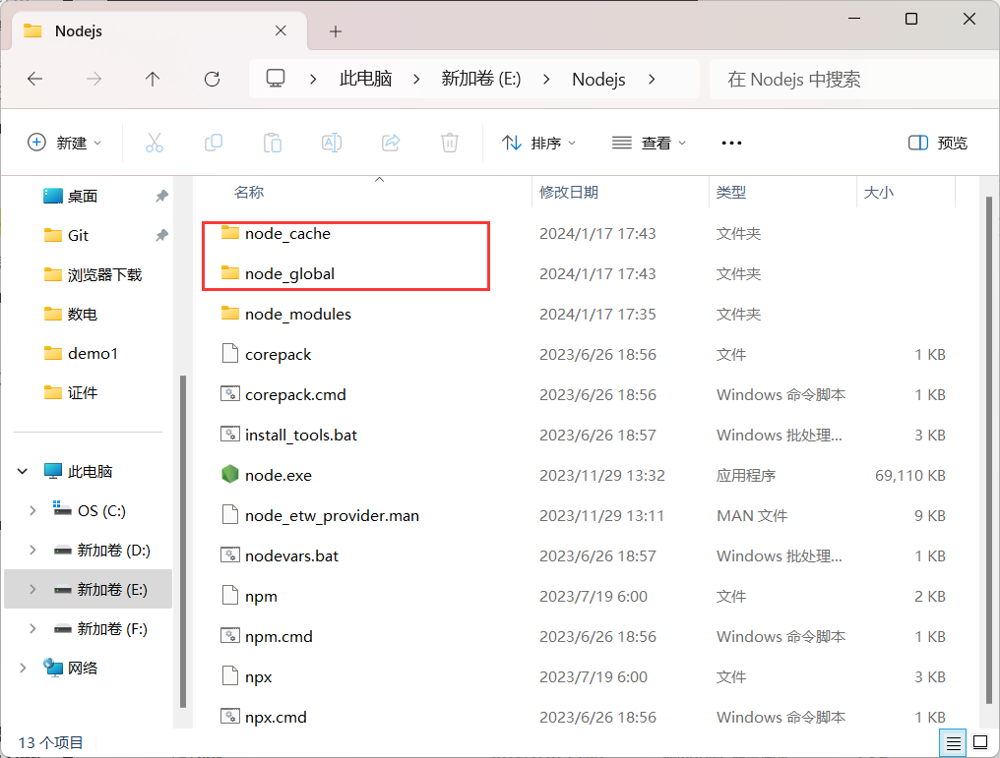 Nodejs
此电脑 新加卷 (E:) Nodejs 在 Nodejs 中搜索
新建 排序 查看 预览
名称 修改日期 类型 大小
桌面
Git
浏览器下载
数电
demo1
证件
此电脑
OS (C:)
新加卷 (D:)
新加卷 (E:)
新加卷 (F:)
网络
node_cache 2024/1/17 17:43 文件夹
node_global 2024/1/17 17:43 文件夹
node_modules 2024/1/17 17:35 文件夹
corepack 2023/6/26 18:56 文件 1 KB
corepack.cmd 2023/6/26 18:56 Windows 命令脚本 1 KB
install_tools.bat 2023/6/26 18:57 Windows 批处理... 3 KB
node.exe 2023/11/29 13:32 应用程序 69,110 KB
node_etw_provider.man 2023/11/29 13:11 MAN 文件 9 KB
nodevars.bat 2023/6/26 18:57 Windows 批处理... 1 KB
npm 2023/7/19 6:00 文件 2 KB
npm.cmd 2023/6/26 18:56 Windows 命令脚本 1 KB
npx 2023/7/19 6:00 文件 3 KB
npx.cmd 2023/6/26 18:56 Windows 命令脚本 1 KB
13 个项目